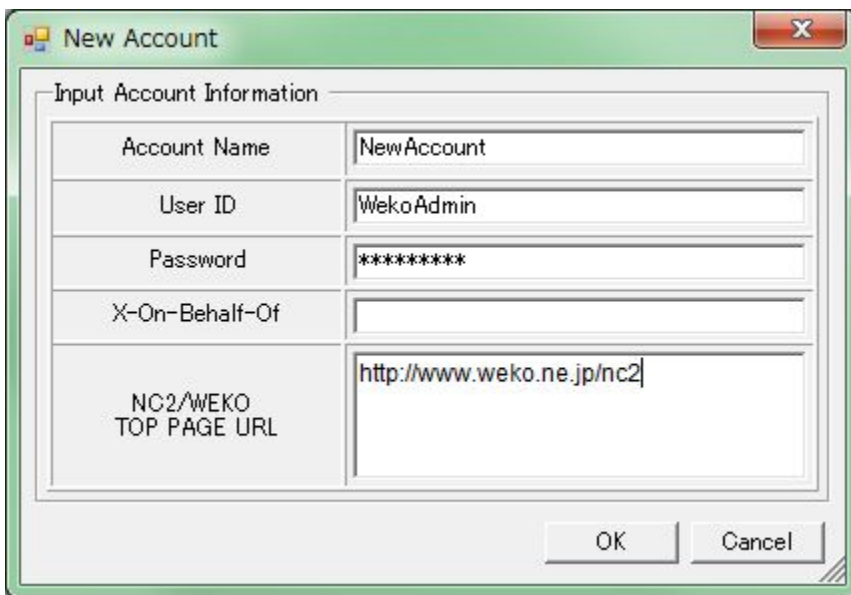 New Account
Input Account Information
Account Name
NewAccount
User ID
WekoAdmin
Password
*********
X-On-Behalf-Of
NC2/WEKO
TOP PAGE URL
http://www.weko.ne.jp/nc2
OK
Cancel